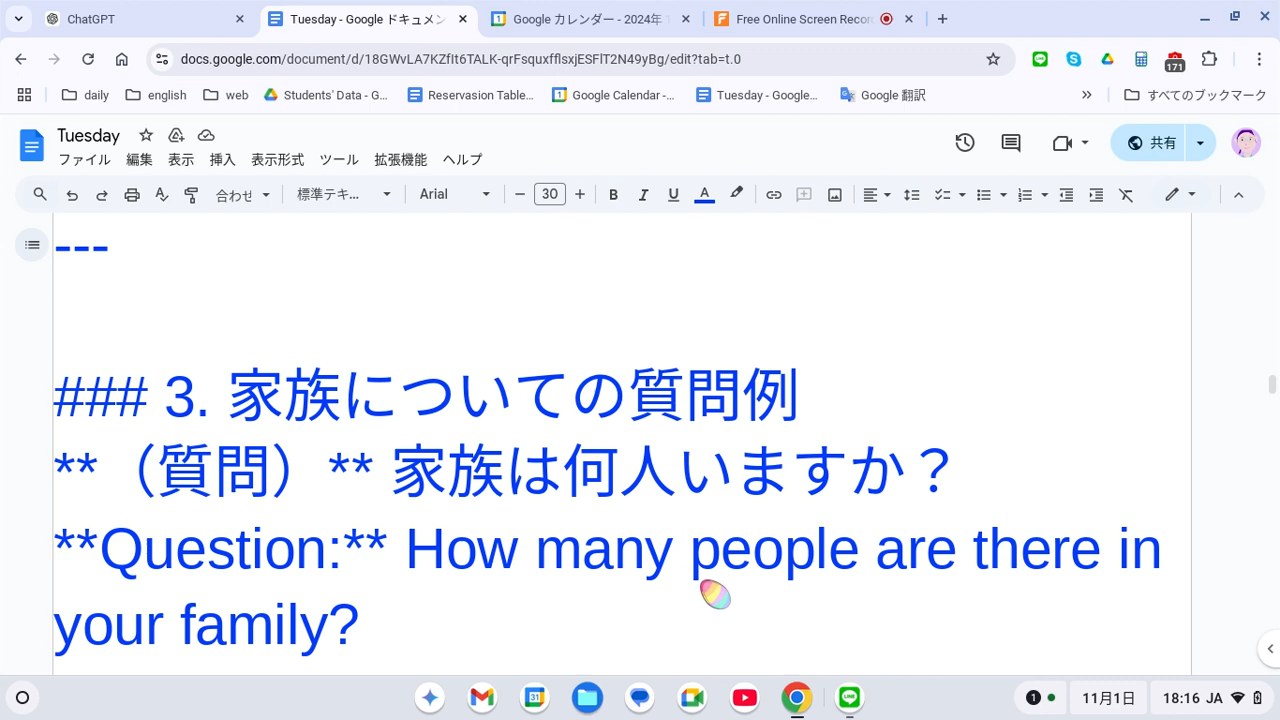 ChatGPT
Tuesday - Google ドキュメン
Google カレンダー - 2024年
Free Online Screen Recor
docs.google.com/document/d/
/edit?tab=t.0
171
daily
english
web
Students' Data - G...
Reservasion Table...
Google Calendar -...
Tuesday - Google...
Google 翻訳
すべてのブックマーク
Tuesday
ファイル 編集 表示 挿入 表示形式 ツール 拡張機能 ヘルプ
共有
合わせ
標準テキ...
Arial
30
B I U A
---
### 3. 家族についての質問例
**（質問）** 家族は何人いますか？
**Question:** How many people are there in
your family?
31
1
11月1日
18:16 JA